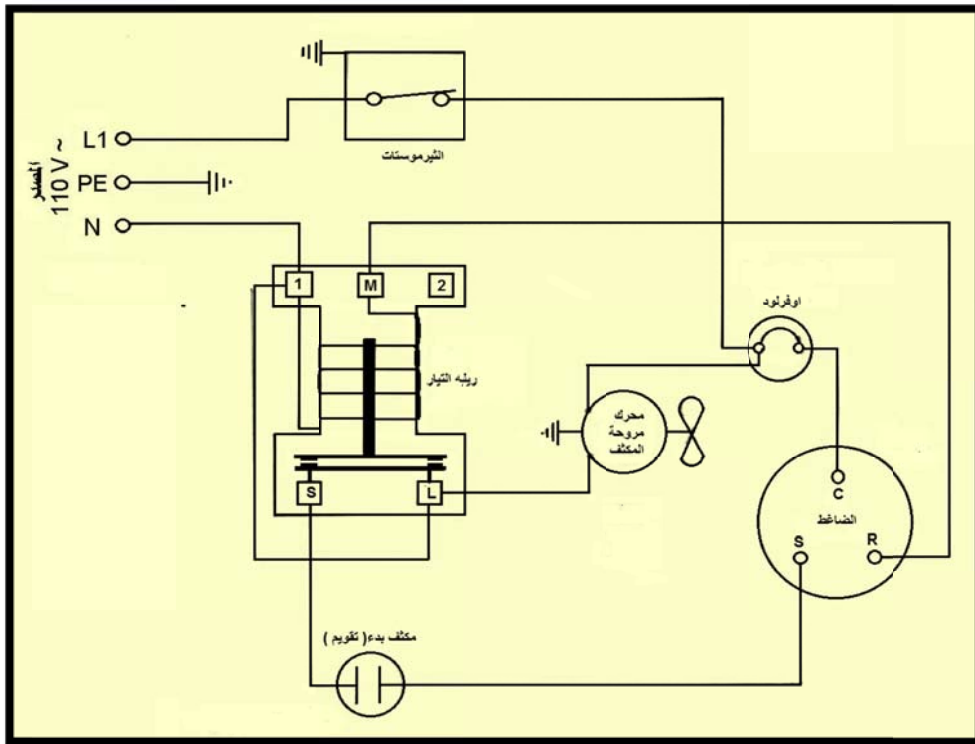 الثيرموستات
L1
PE
N
المصدر
110 V ~
1
M
2
اوفرلود
ريليه التيار
محرك
مروحة
المكثف
S
L
C
الضاغط
S
R
مكثف بدء( تقويم )